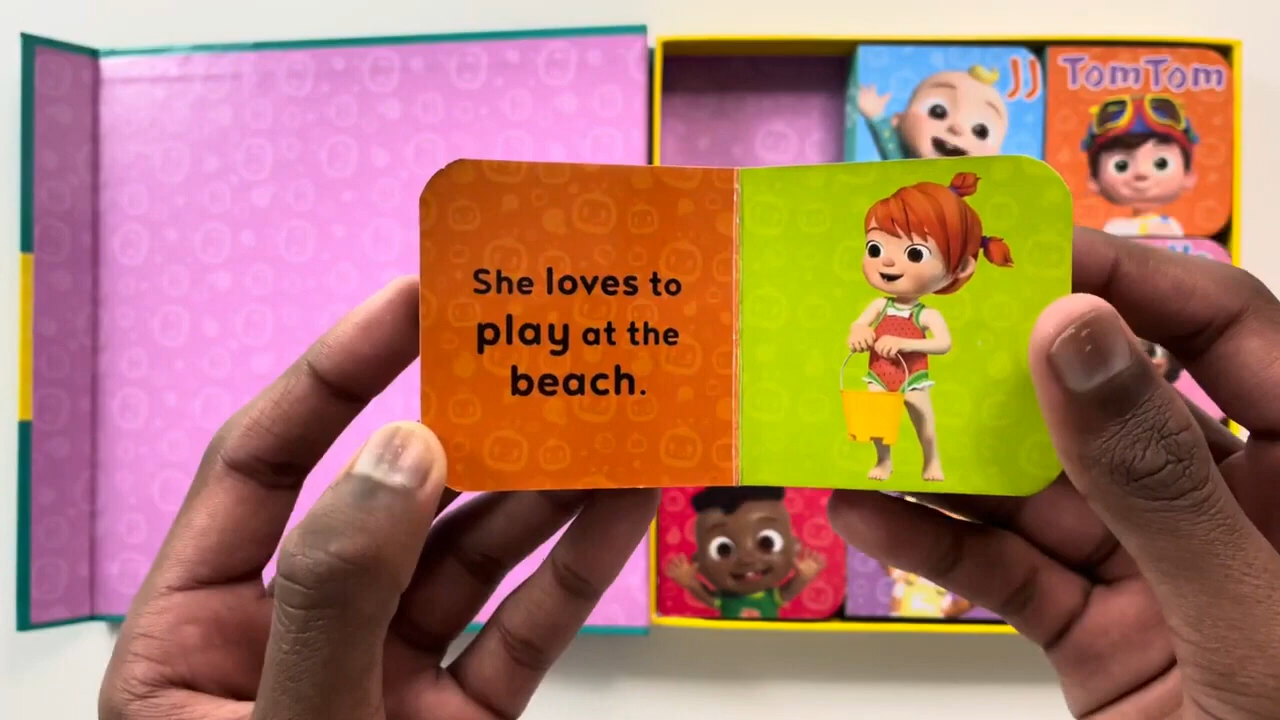 JJ
TomTom
She loves to
play at the
beach.